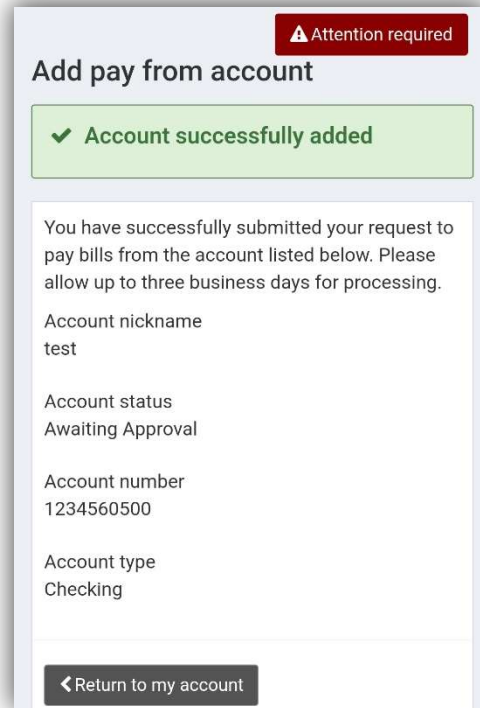 Attention required
Add pay from account
Account successfully added
You have successfully submitted your request to
pay bills from the account listed below. Please
allow up to three business days for processing.
Account nickname
test
Account status
Awaiting Approval
Account number
1234560500
Account type
Checking
Return to my account